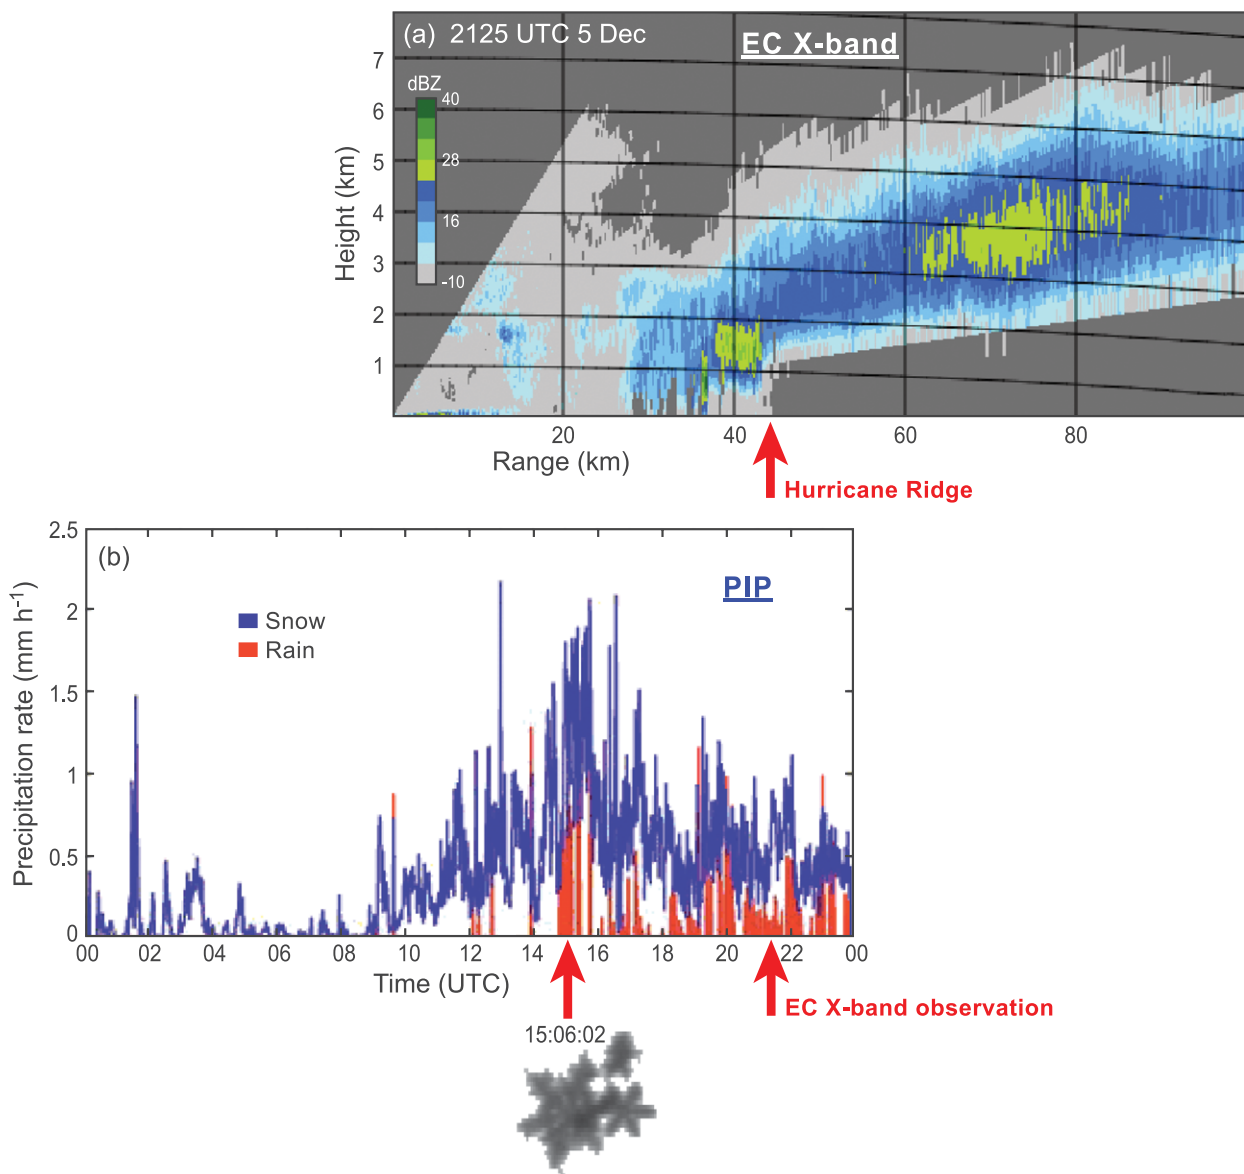 (a) 2125 UTC 5 Dec
EC X-band
dBZ
40
28
16
-10
Height (km)
7
6
5
4
3
2
1
20
40
60
80
Range (km)
Hurricane Ridge
(b)
PIP
Snow
Rain
Precipitation rate (mm h⁻¹)
2.5
2
1.5
1
0.5
0
00
02
04
06
08
10
12
14
16
18
20
22
00
Time (UTC)
EC X-band observation
15:06:02